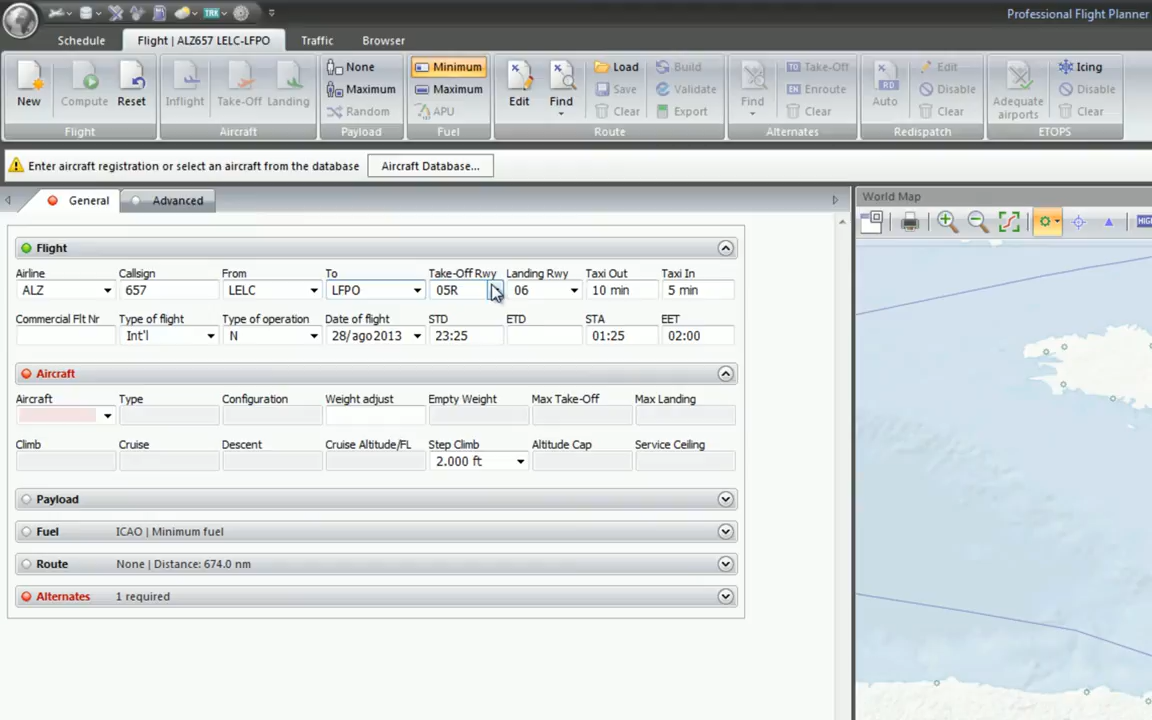 TRK
Professional Flight Planner
Schedule Flight | ALZ657 LELC-LFPO Traffic Browser
None Minimum Load Build Take-Off Edit Icing
Maximum Maximum Save Validate Enroute Disable Disable
New Compute Reset Inflight Take-Off Landing Random APU Edit Find Clear Export Find Clear Auto Clear Adequate airports Clear
RD
Flight Aircraft Payload Fuel Route Alternates Redispatch ETOPS
Enter aircraft registration or select an aircraft from the database Aircraft Database...
General Advanced World Map
HIGH
Flight
Airline Callsign From To Take-Off Rwy Landing Rwy Taxi Out Taxi In
ALZ 657 LELC LFPO 05R 06 10 min 5 min
Commercial Flt Nr Type of flight Type of operation Date of flight STD ETD STA EET
Int'l N 28/ago2013 23:25 01:25 02:00
Aircraft
Aircraft Type Configuration Weight adjust Empty Weight Max Take-Off Max Landing
Climb Cruise Descent Cruise Altitude/FL Step Climb Altitude Cap Service Ceiling
2.000 ft
Payload
Fuel ICAO | Minimum fuel
Route None | Distance: 674.0 nm
Alternates 1 required